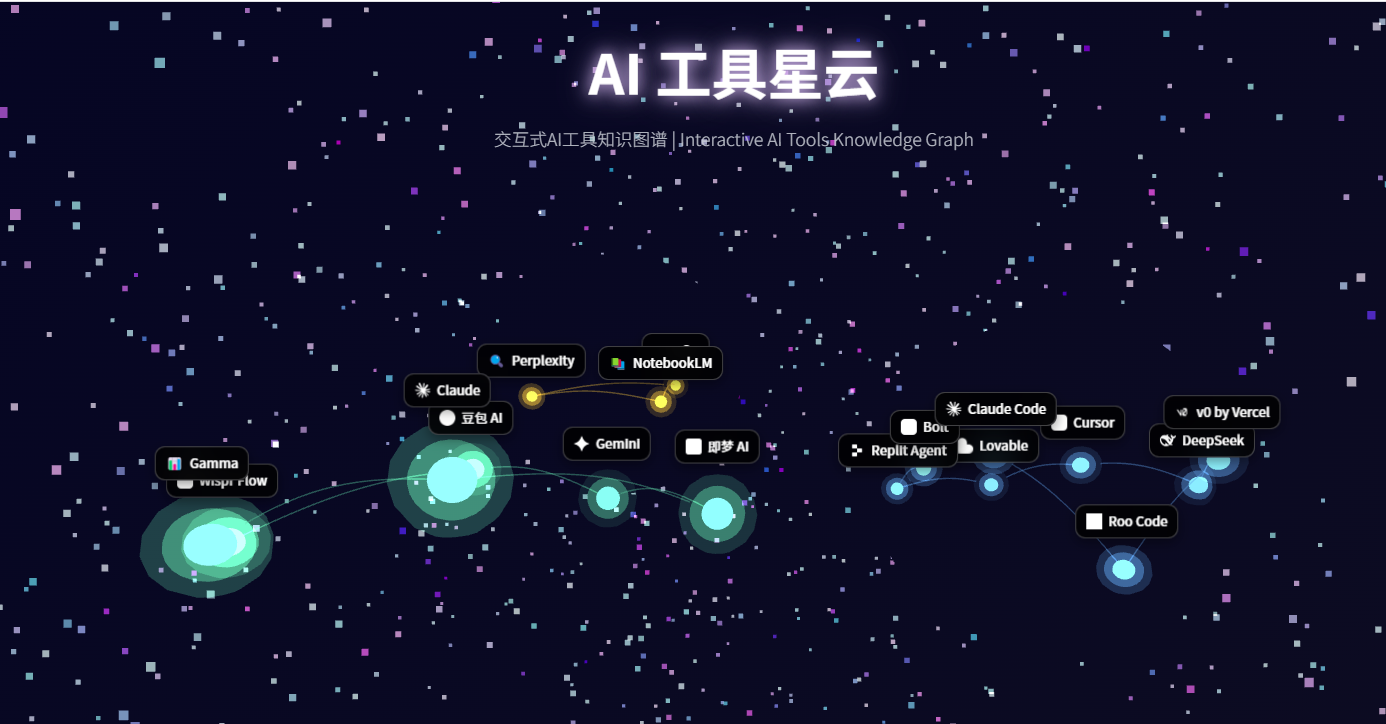 AI 工具星云
交互式AI工具知识图谱 | Interactive AI Tools Knowledge Graph
Perplexity
NotebookLM
Claude
豆包 AI
Gemini
即梦 AI
Gamma
Wispr Flow
Claude Code
Bolt
Cursor
v0 by Vercel
Replit Agent
Lovable
DeepSeek
Roo Code